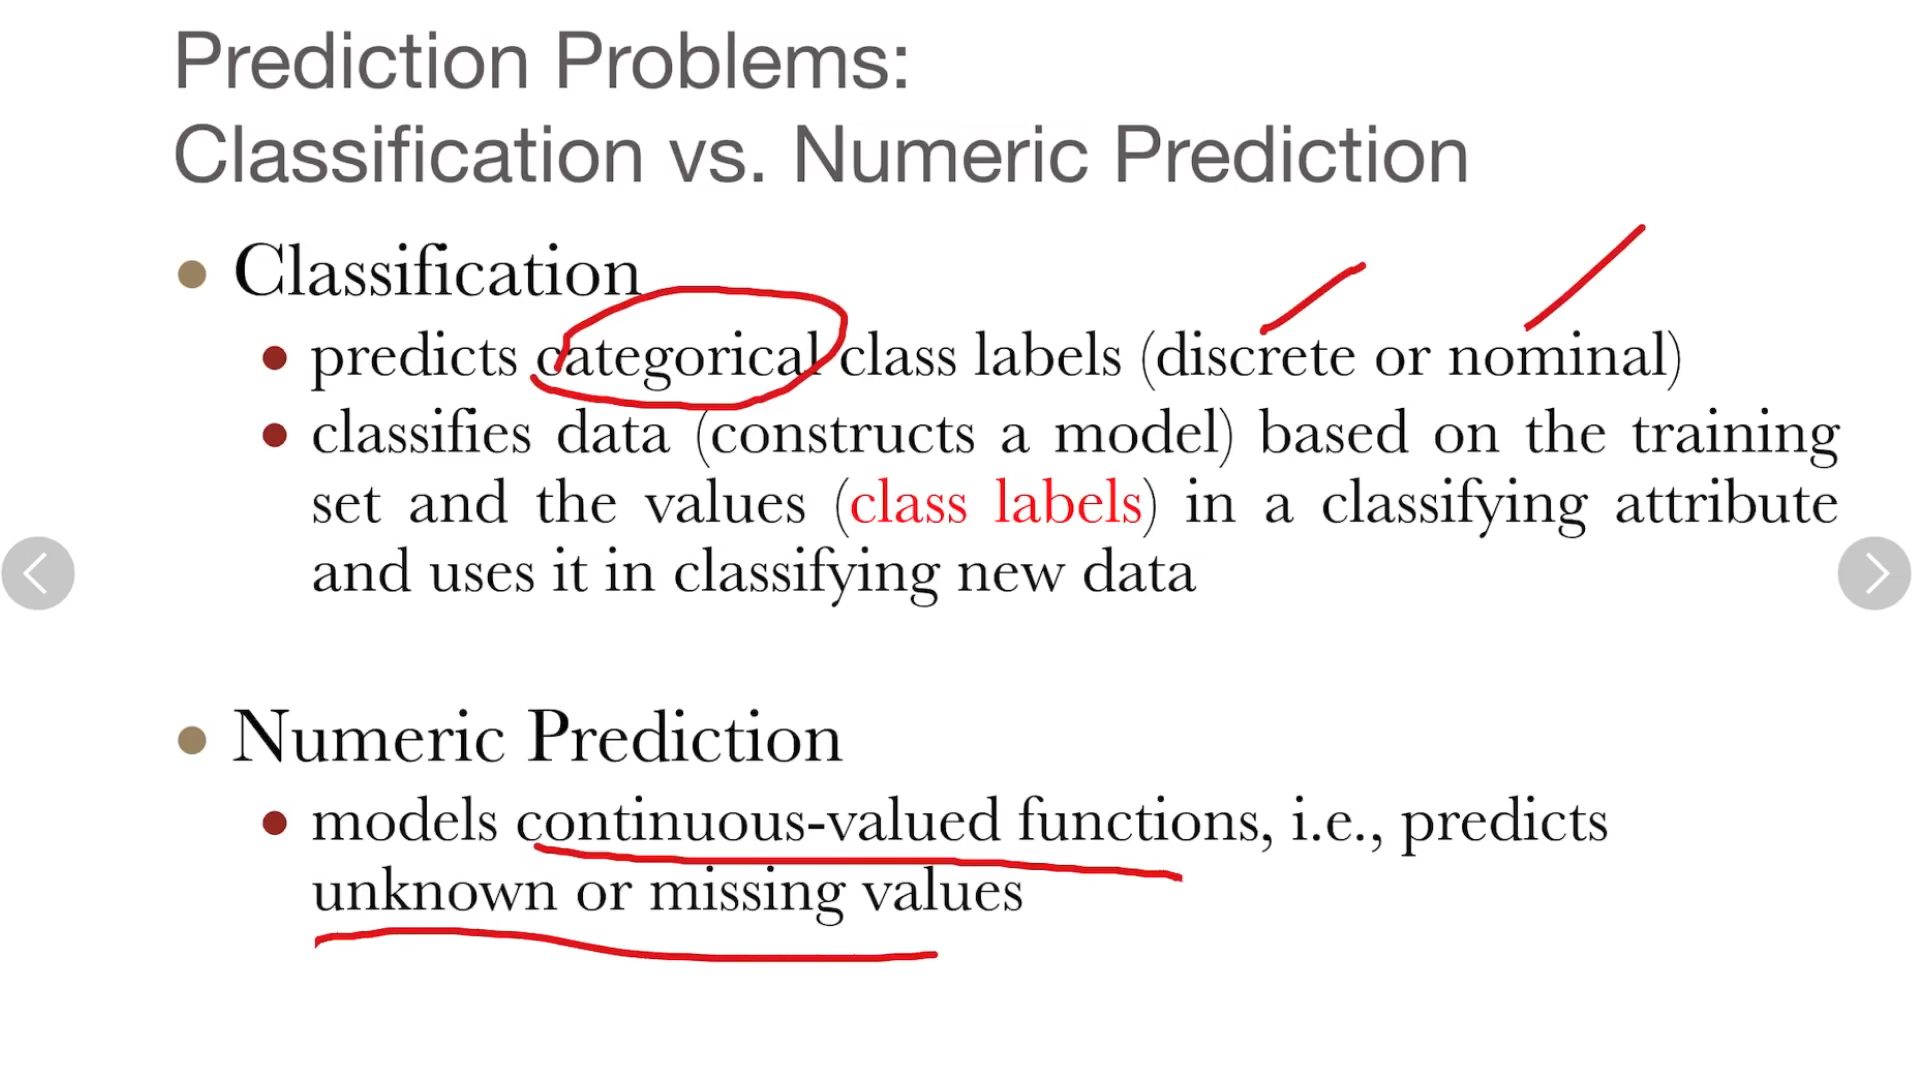 Prediction Problems:
Classification vs. Numeric Prediction
Classification
predicts categorical class labels (discrete or nominal)
classifies data (constructs a model) based on the training
set and the values (class labels) in a classifying attribute
and uses it in classifying new data
Numeric Prediction
models continuous-valued functions, i.e., predicts
unknown or missing values